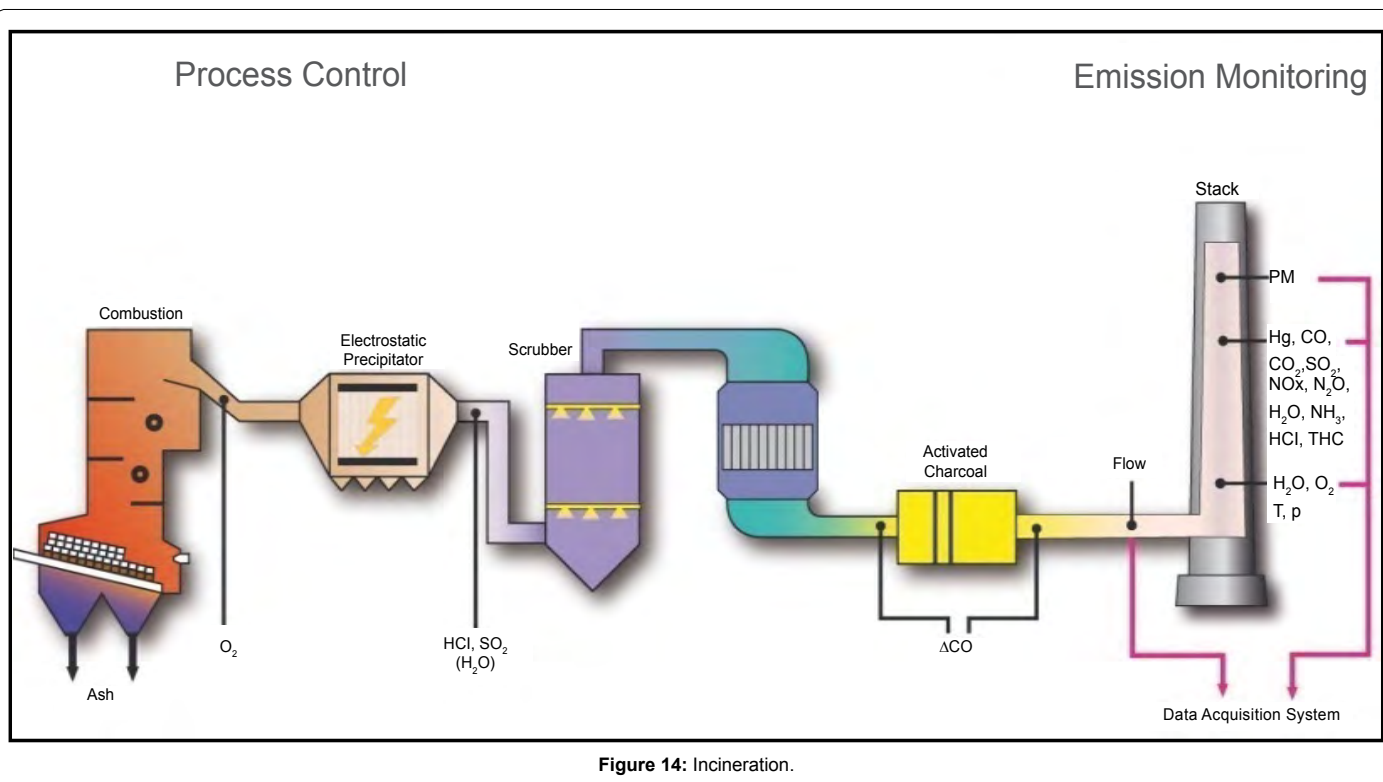 Process Control
Emission Monitoring
Stack
PM
Combustion
Electrostatic
Precipitator
Scrubber
Hg, CO,
CO₂,SO₂,
NOx, N₂O,
H₂O, NH₃,
HCl, THC
Activated
Charcoal
Flow
H₂O, O₂
T, p
O₂
HCl, SO₂
(H₂O)
ΔCO
Ash
Data Acquisition System
Figure 14: Incineration.